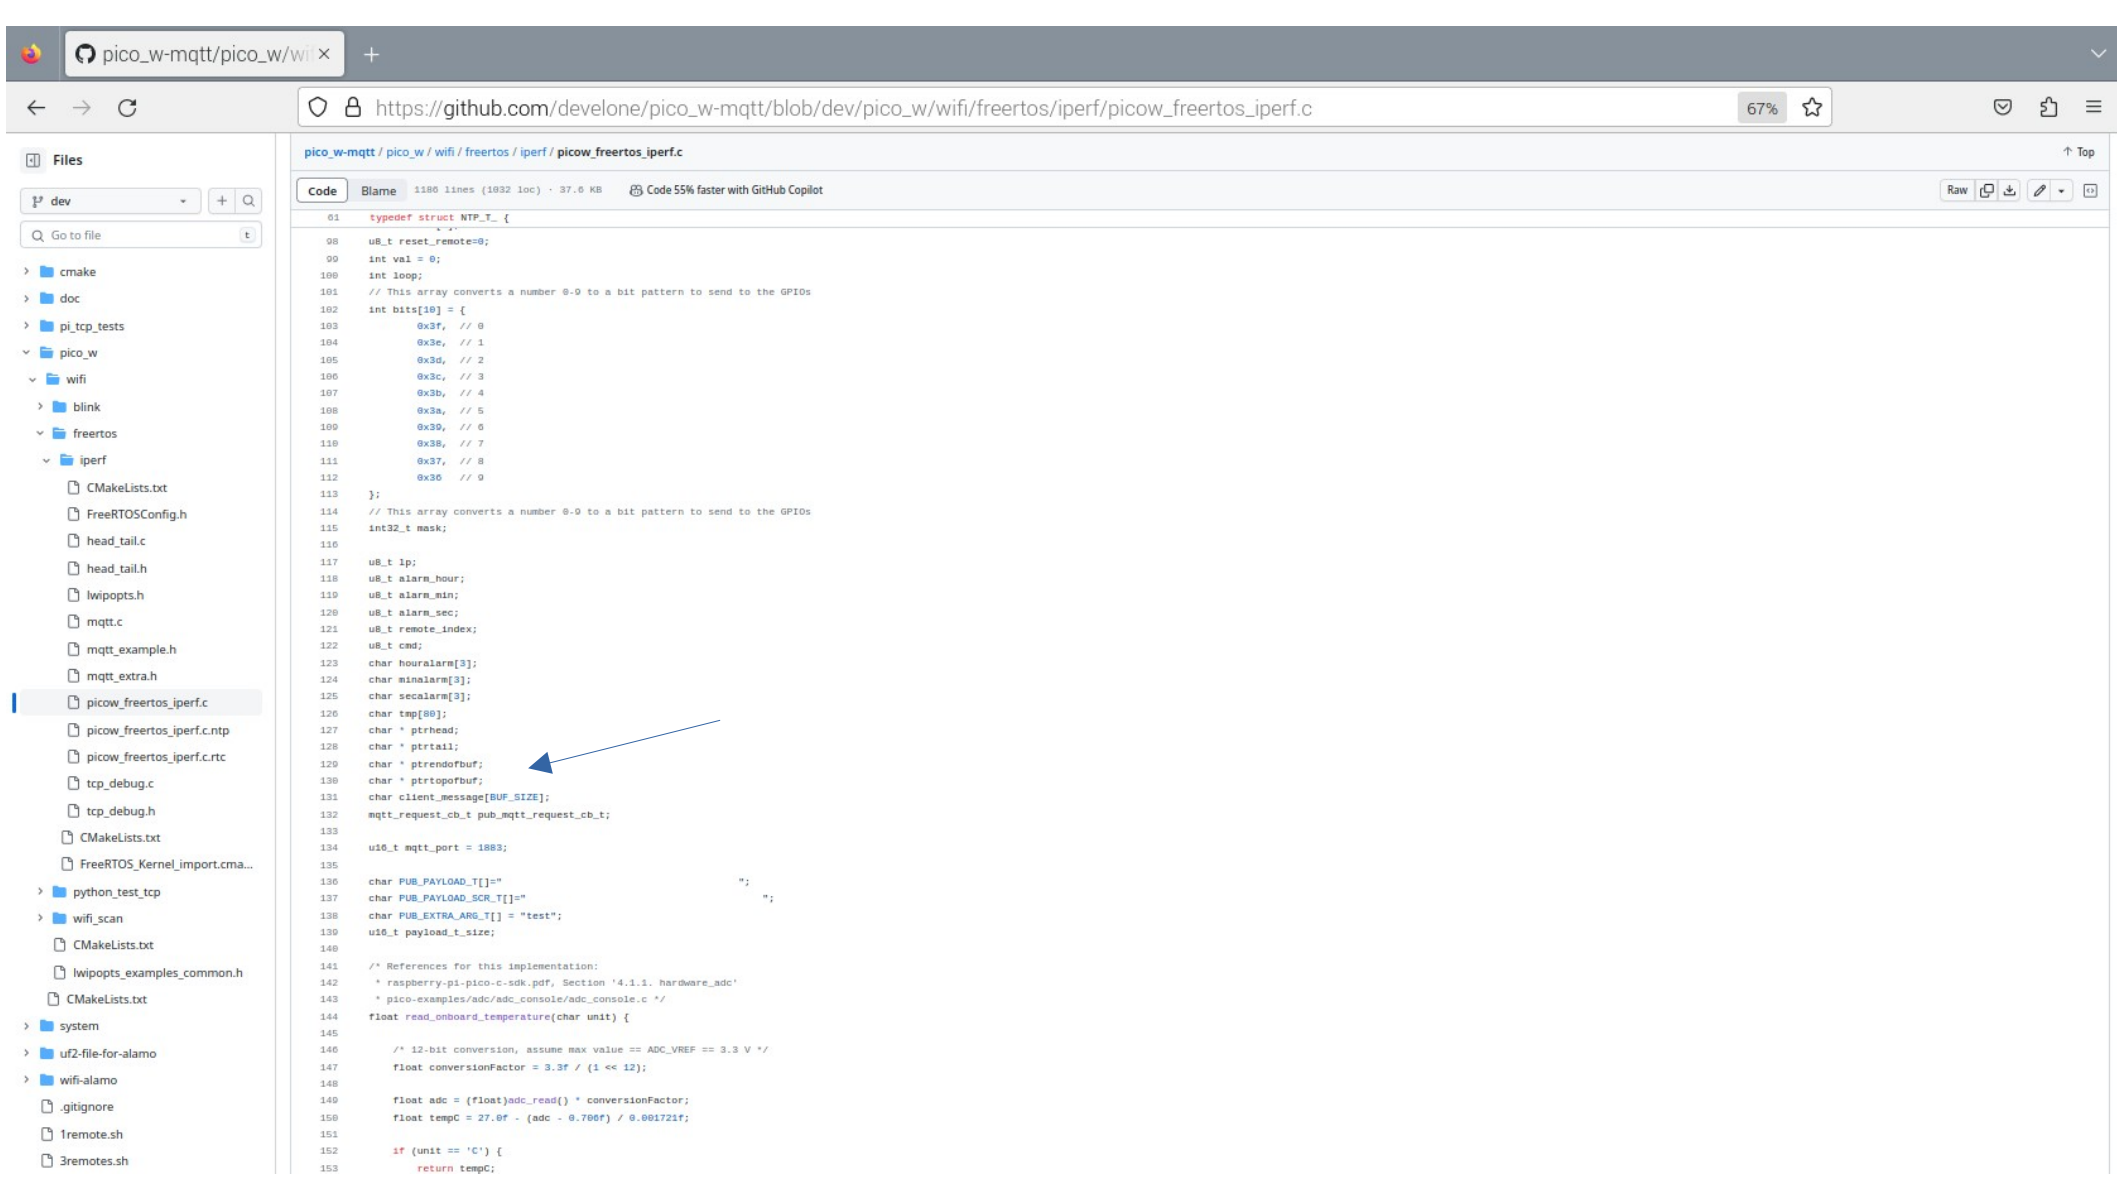 pico_w-mqtt/pico_w/wi
https://github.com/develone/pico_w-mqtt/blob/dev/pico_w/wifi/freertos/iperf/picow_freertos_iperf.c
67%
Files
dev
Go to file
t
cmake
doc
pi_tcp_tests
pico_w
wifi
blink
freertos
iperf
CMakeLists.txt
FreeRTOSConfig.h
head_tail.c
head_tail.h
lwipopts.h
mqtt.c
mqtt_example.h
mqtt_extra.h
picow_freertos_iperf.c
picow_freertos_iperf.c.ntp
picow_freertos_iperf.c.rtc
tcp_debug.c
tcp_debug.h
CMakeLists.txt
FreeRTOS_Kernel_import.cma...
python_test_tcp
wifi_scan
CMakeLists.txt
lwipopts_examples_common.h
CMakeLists.txt
system
uf2-file-for-alamo
wifi-alamo
.gitignore
1remote.sh
3remotes.sh
pico_w-mqtt / pico_w / wifi / freertos / iperf / picow_freertos_iperf.c
Top
Code Blame 1186 lines (1032 loc) · 37.6 KB Code 55% faster with GitHub Copilot
Raw
61 typedef struct NTP_T_ {
98 u8_t reset_remote=0;
99 int val = 0;
100 int loop;
101 // This array converts a number 0-9 to a bit pattern to send to the GPIOs
102 int bits[10] = {
103 0x3f, // 0
104 0x3e, // 1
105 0x3d, // 2
106 0x3c, // 3
107 0x3b, // 4
108 0x3a, // 5
109 0x39, // 6
110 0x38, // 7
111 0x37, // 8
112 0x36 // 9
113 };
114 // This array converts a number 0-9 to a bit pattern to send to the GPIOs
115 int32_t mask;
116
117 u8_t lp;
118 u8_t alarm_hour;
119 u8_t alarm_min;
120 u8_t alarm_sec;
121 u8_t remote_index;
122 u8_t cmd;
123 char houralarm[3];
124 char minalarm[3];
125 char secalarm[3];
126 char tmp[80];
127 char * ptrhead;
128 char * ptrtail;
129 char * ptrendofbuf;
130 char * ptrtopofbuf;
131 char client_message[BUF_SIZE];
132 mqtt_request_cb_t pub_mqtt_request_cb_t;
133
134 u16_t mqtt_port = 1883;
135
136 char PUB_PAYLOAD_T[]=" ";
137 char PUB_PAYLOAD_SCR_T[]=" ";
138 char PUB_EXTRA_ARG_T[] = "test";
139 u16_t payload_t_size;
140
141 /* References for this implementation:
142 * raspberry-pi-pico-c-sdk.pdf, Section '4.1.1. hardware_adc'
143 * pico-examples/adc/adc_console/adc_console.c */
144 float read_onboard_temperature(char unit) {
145
146 /* 12-bit conversion, assume max value == ADC_VREF == 3.3 V */
147 float conversionFactor = 3.3f / (1 << 12);
148
149 float adc = (float)adc_read() * conversionFactor;
150 float tempC = 27.0f - (adc - 0.706f) / 0.001721f;
151
152 if (unit == 'C') {
153 return tempC;